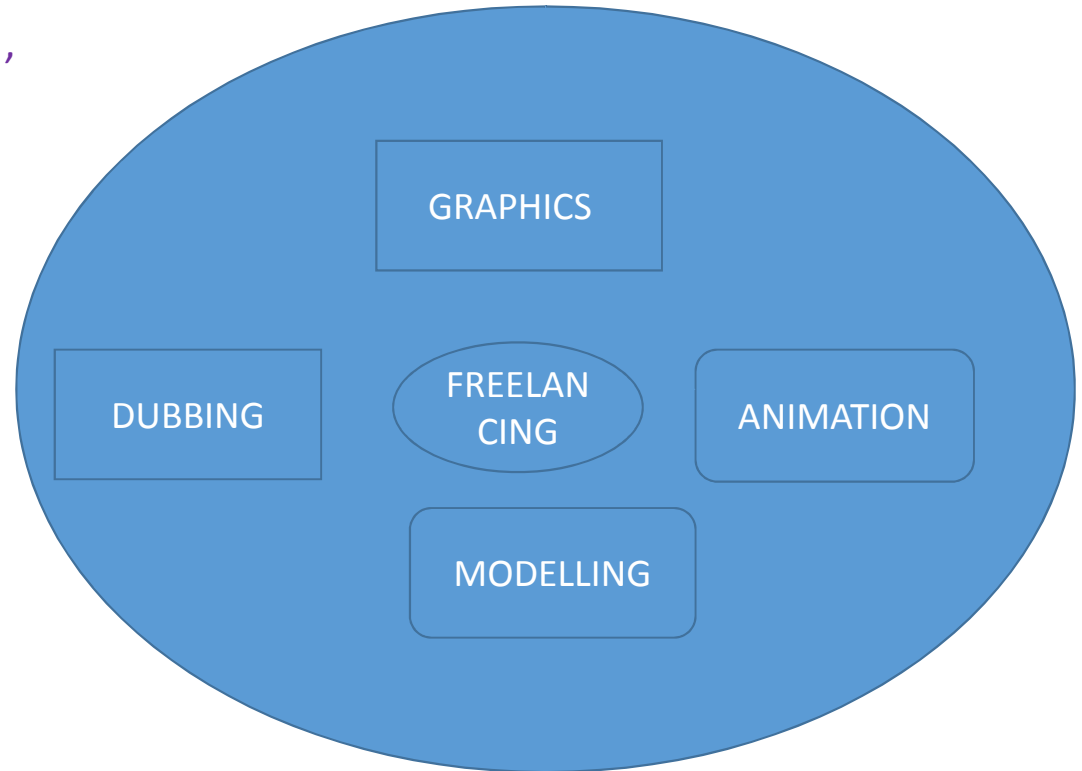 ,
GRAPHICS
DUBBING
FREELAN
CING
ANIMATION
MODELLING